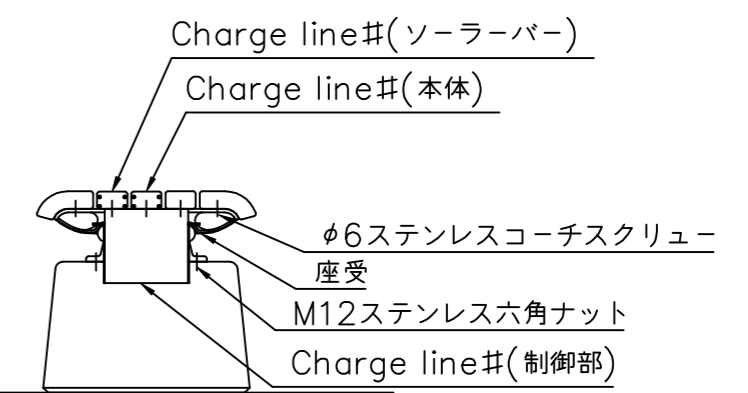 Charge line♯(ソーラーバー)
Charge line♯(本体)
φ6ステンレスコーチスクリュー
座受
M12ステンレス六角ナット
Charge line♯(制御部)